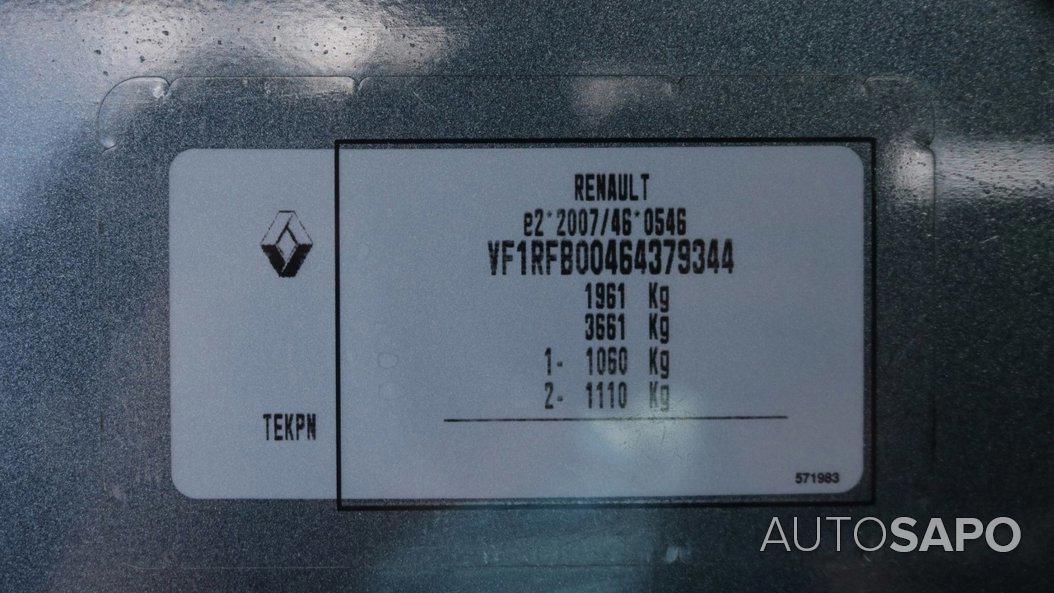 RENAULT
e2*2007/46*0546
VF1RFB00464379344
1961 Kg
3661 Kg
1- 1060 Kg
2- 1110 Kg
TEKPN
571983
AUTOSAPO